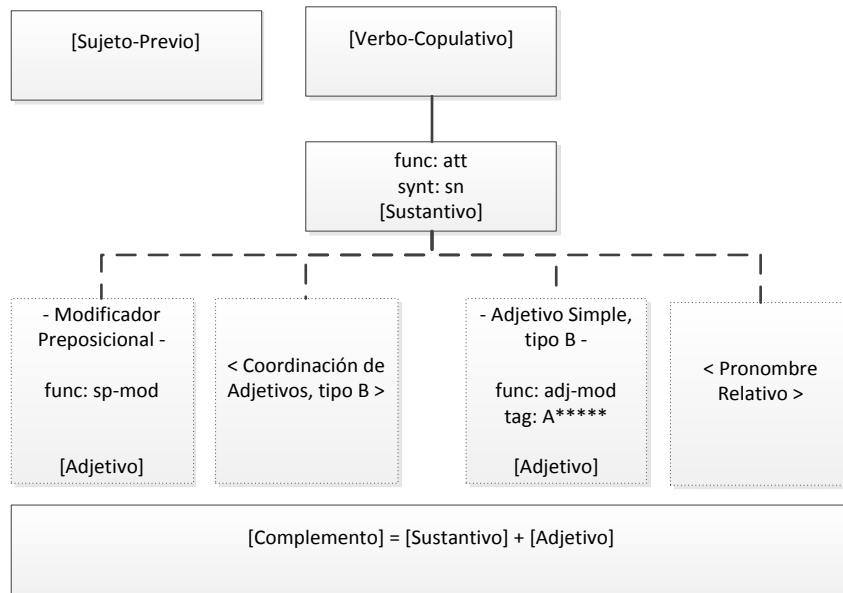 [Sujeto-Previo]
[Verbo-Copulativo]
func: att
synt: sn
[Sustantivo]
- Modificador
Preposicional -
func: sp-mod
[Adjetivo]
< Coordinación de
Adjetivos, tipo B >
- Adjetivo Simple,
tipo B -
func: adj-mod
tag: A*****
[Adjetivo]
< Pronombre
Relativo >
[Complemento] = [Sustantivo] + [Adjetivo]